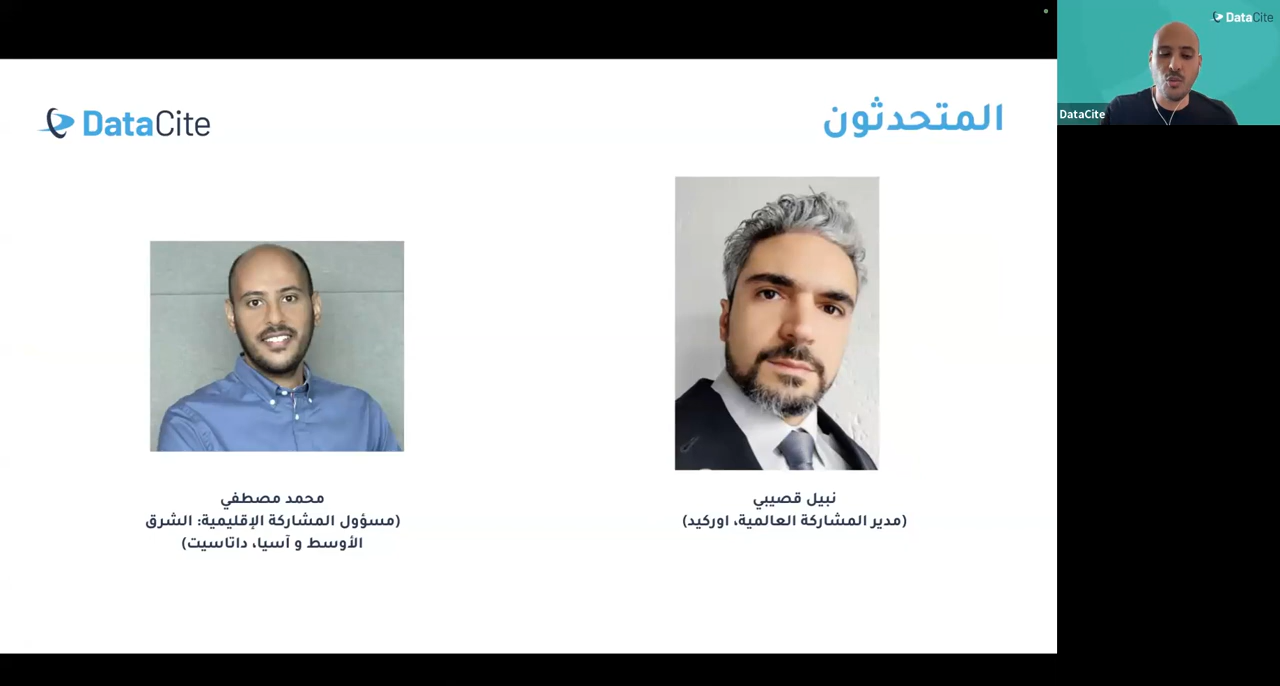 المتحدثون
DataCite
نبيل قصيبي
(مدير المشاركة العالمية، اوركيد)
محمد مصطفي
(مسؤول المشاركة الإقليمية: الشرق
الأوسط و آسيا، داتاسيت)
DataCite
DataCite